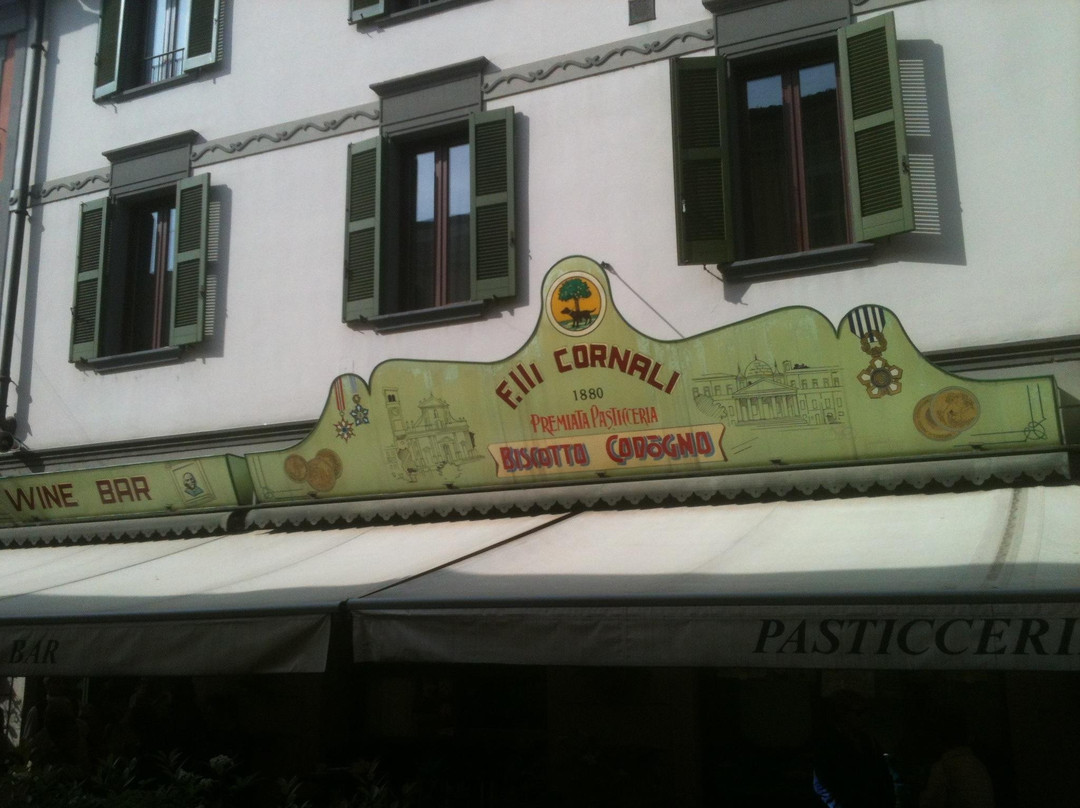 F.lli CORNALI
1880
PREMIATA PASTICCERIA
BISCOTTO CODOGNO
WINE BAR
BAR
PASTICCERI